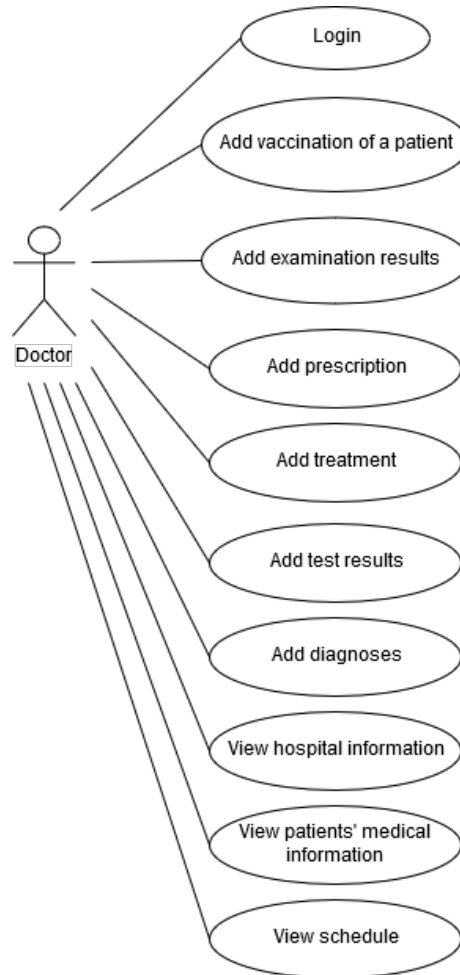 Login
Add vaccination of a patient
Add examination results
Doctor
Add prescription
Add treatment
Add test results
Add diagnoses
View hospital information
View patients' medical
information
View schedule